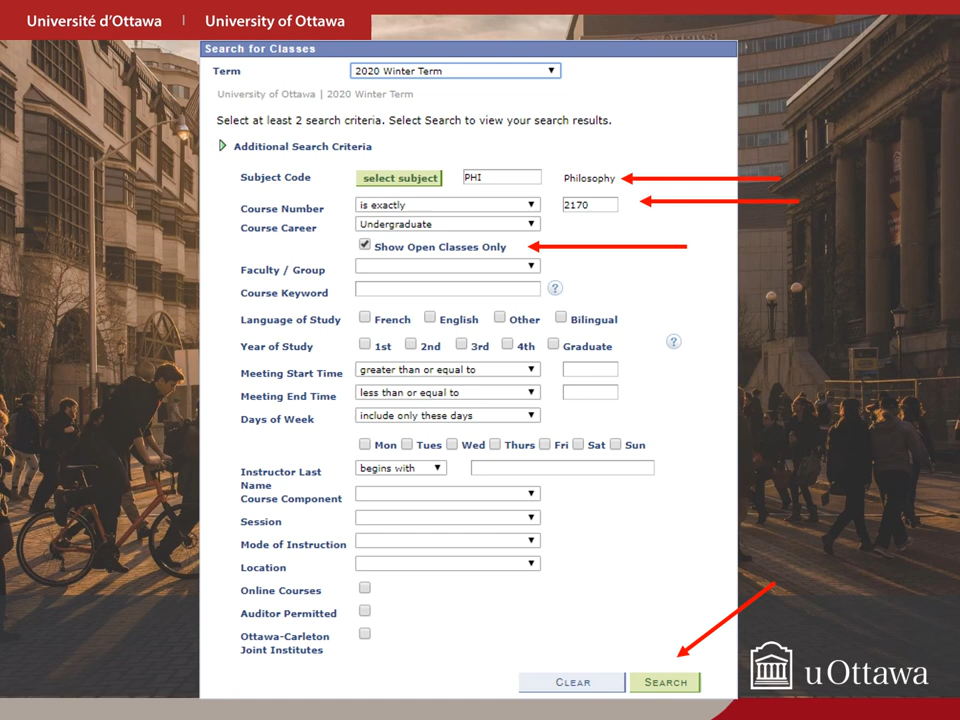 Université d'Ottawa | University of Ottawa
Search for Classes
Term 2020 Winter Term
University of Ottawa | 2020 Winter Term
Select at least 2 search criteria. Select Search to view your search results.
Additional Search Criteria
Subject Code select subject PHI Philosophy
Course Number is exactly 2170
Course Career Undergraduate
Show Open Classes Only
Faculty / Group
Course Keyword ?
Language of Study French English Other Bilingual
Year of Study 1st 2nd 3rd 4th Graduate ?
Meeting Start Time greater than or equal to
Meeting End Time less than or equal to
Days of Week include only these days
Mon Tues Wed Thurs Fri Sat Sun
Instructor Last Name begins with
Course Component
Session
Mode of Instruction
Location
Online Courses
Auditor Permitted
Ottawa-Carleton
Joint Institutes
CLEAR SEARCH
uOttawa